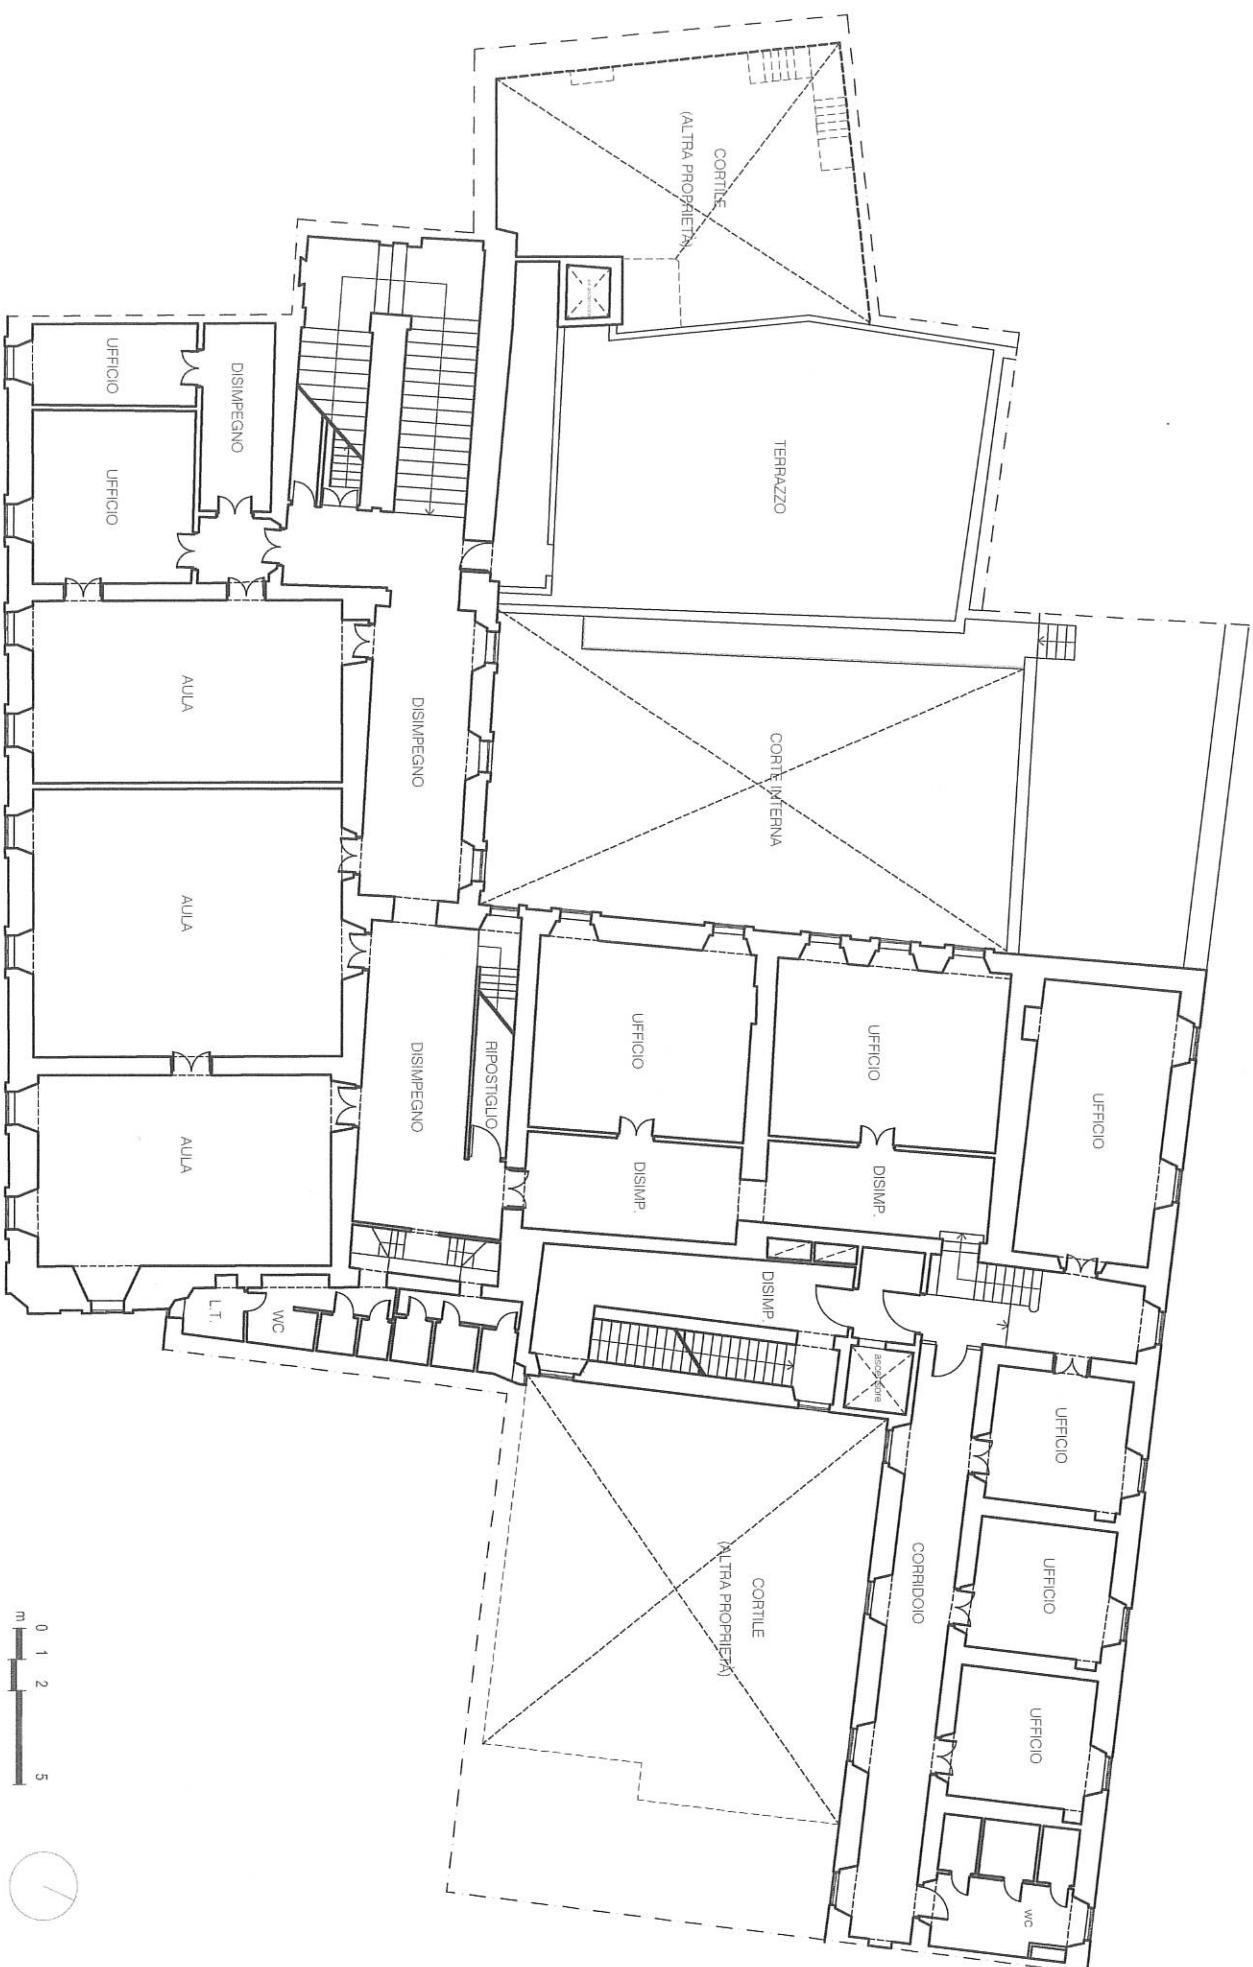 UFFICIO
UFFICIO
UFFICIO
UFFICIO
WC
CORRIDOIO
UFFICIO
DISIMP.
ascensore
TERRAZZO
CORTE INTERNA
DISIMP.
CORTILE
(ALTRA PROPRIETÀ)
CORTILE
(ALTRA PROPRIETÀ)
UFFICIO
DISIMP.
RIPOSTIGLIO
DISIMPEGNO
DISIMPEGNO
WC
DISIMPEGNO
L.T.
AULA
AULA
AULA
UFFICIO
UFFICIO
0 1 2 5
m